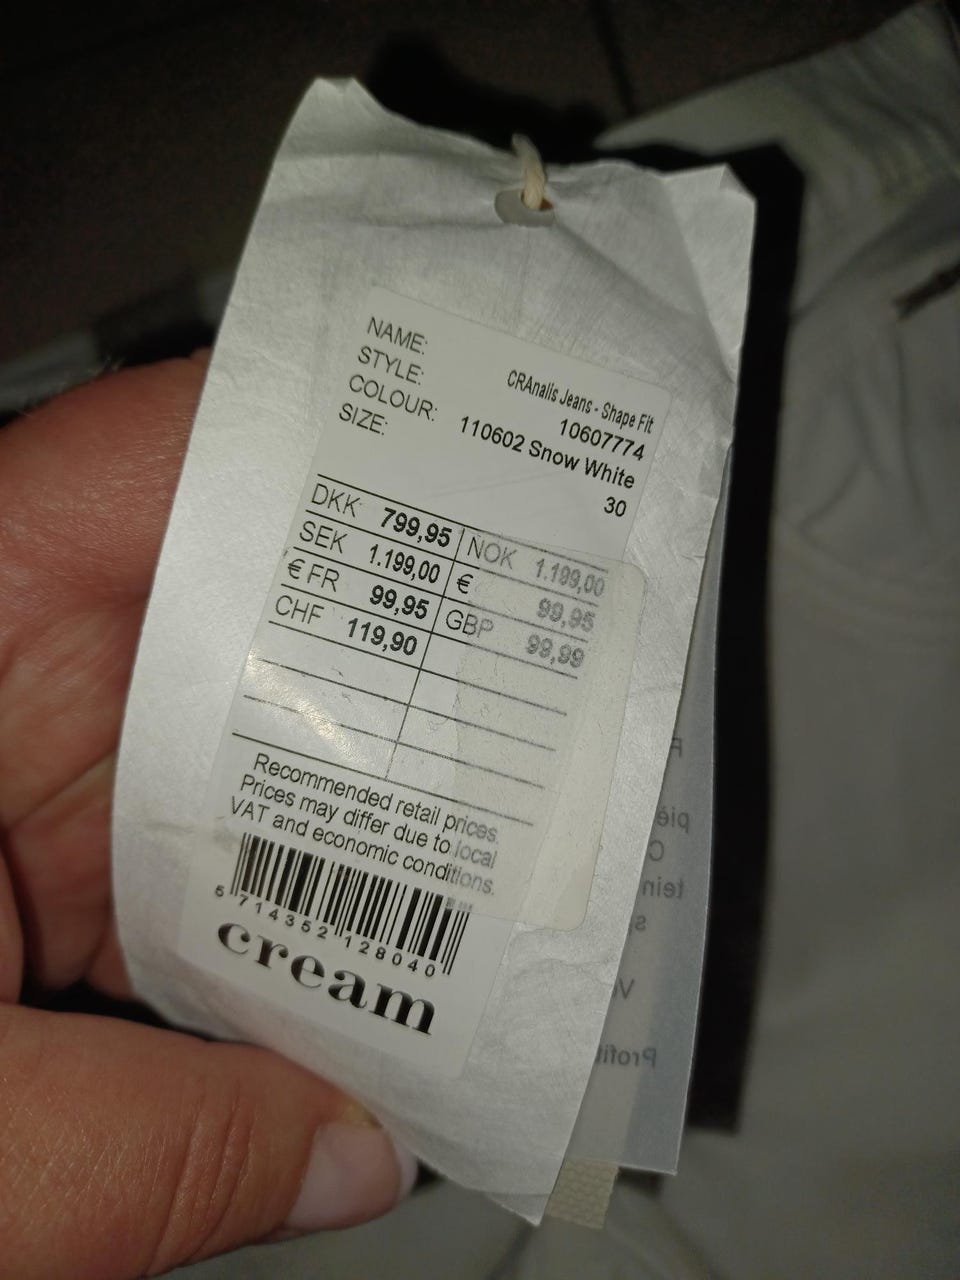 NAME: CRAnalis Jeans - Shape Fit
STYLE: 10607774
COLOUR: 110602 Snow White
SIZE: 30
DKK 799,95 NOK 1.199,00
SEK 1.199,00 € 99,95
€ FR 99,95 GBP 99,99
CHF 119,90
Recommended retail prices.
Prices may differ due to local
VAT and economic conditions.
5 714352 128040
cream